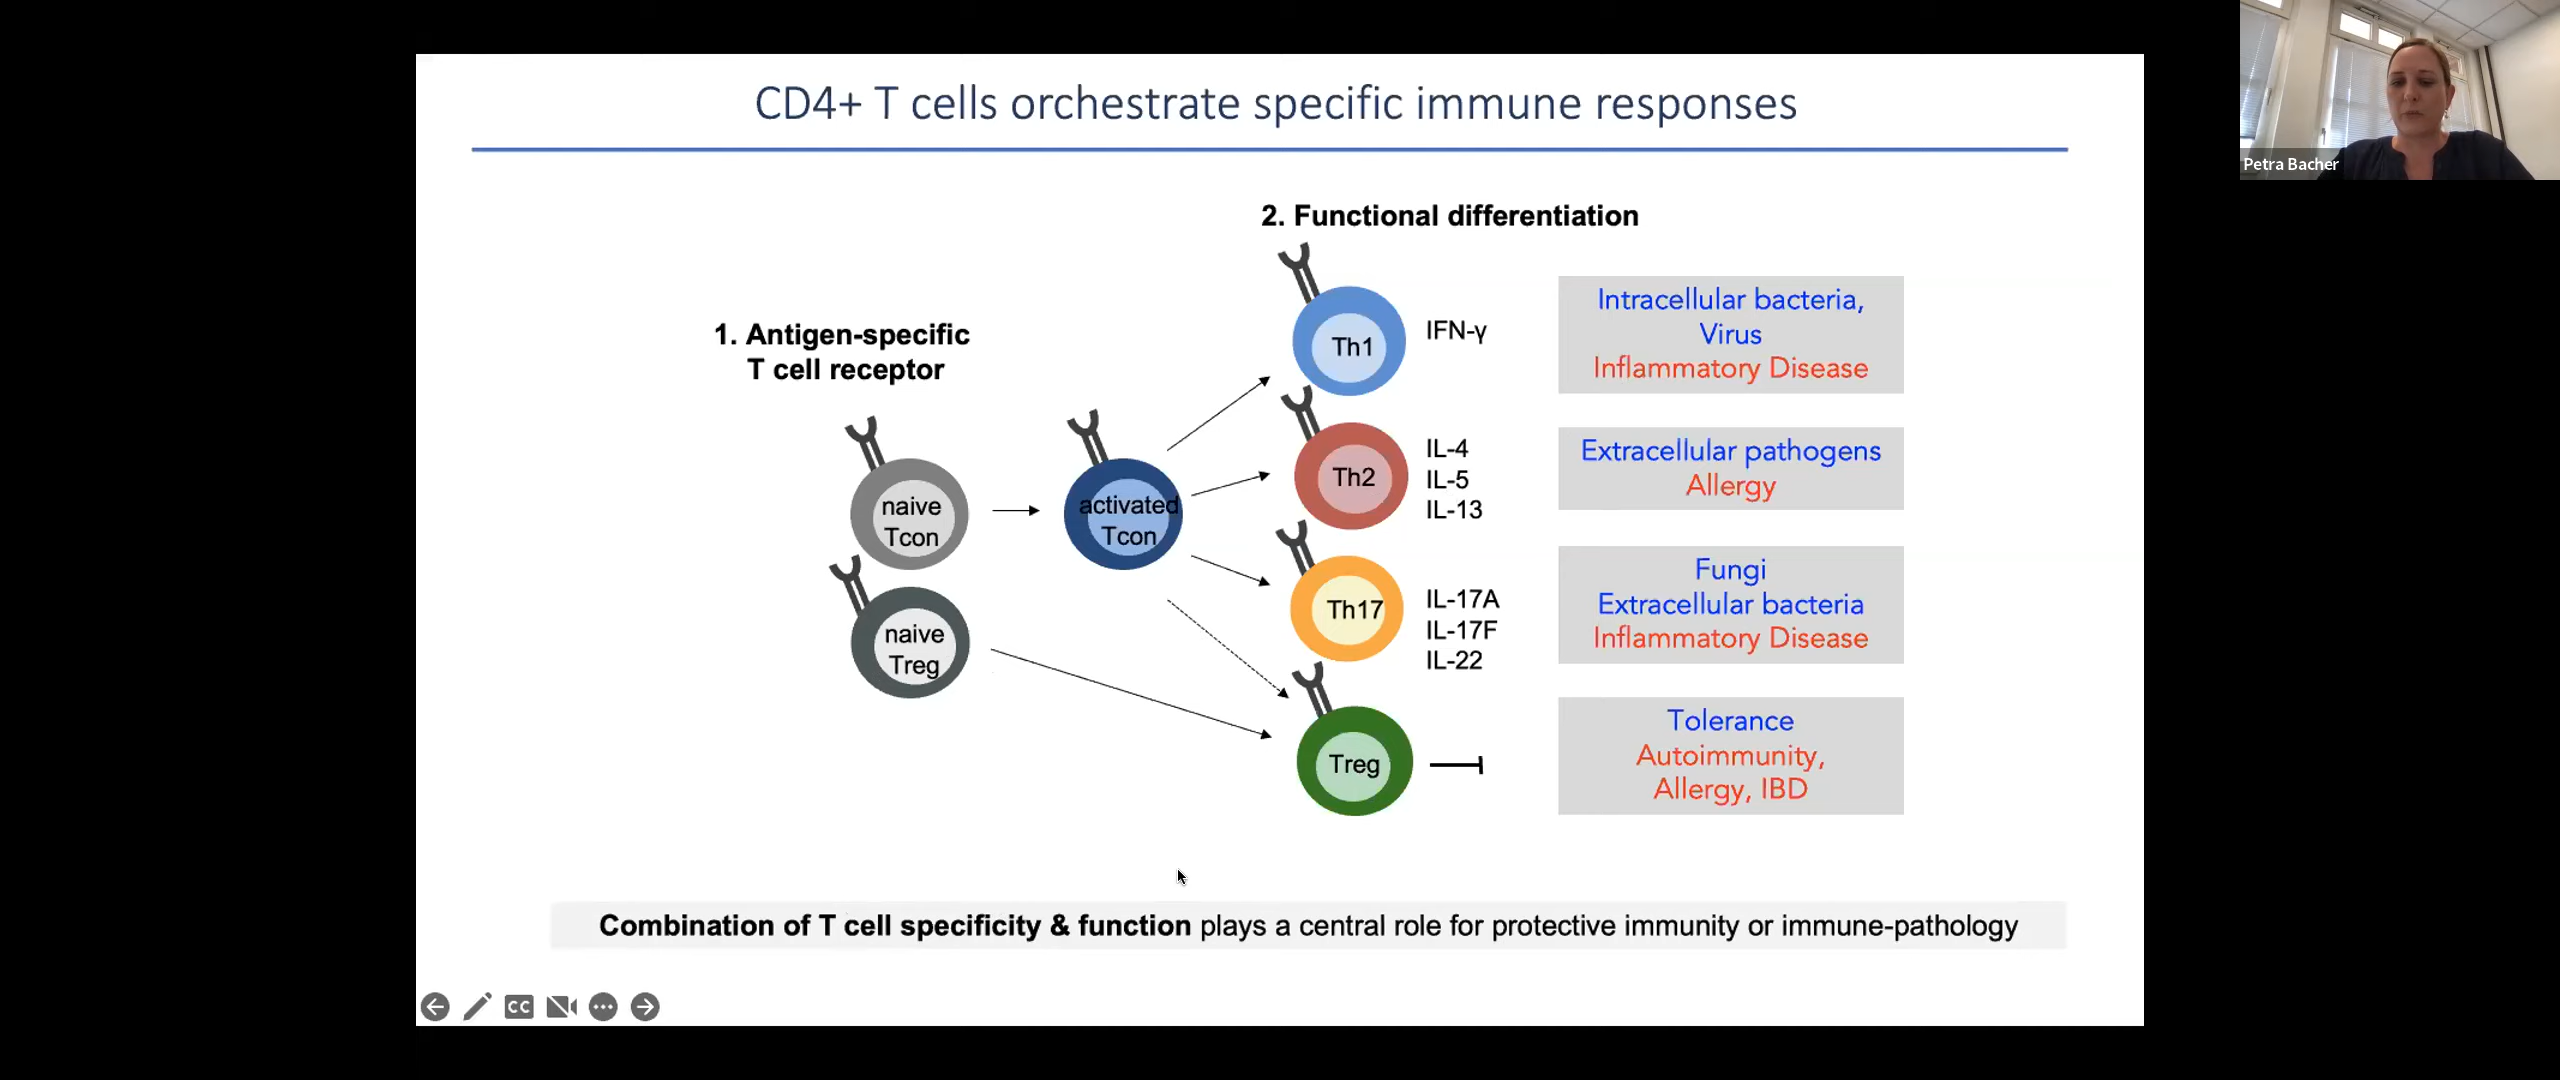 CD4+ T cells orchestrate specific immune responses
Petra Bacher
2. Functional differentiation
1. Antigen-specific
T cell receptor
naive
Tcon
naive
Treg
activated
Tcon
Th1
IFN-γ
Intracellular bacteria,
Virus
Inflammatory Disease
Th2
IL-4
IL-5
IL-13
Extracellular pathogens
Allergy
Th17
IL-17A
IL-17F
IL-22
Fungi
Extracellular bacteria
Inflammatory Disease
Treg
Tolerance
Autoimmunity,
Allergy, IBD
Combination of T cell specificity & function plays a central role for protective immunity or immune-pathology
CC